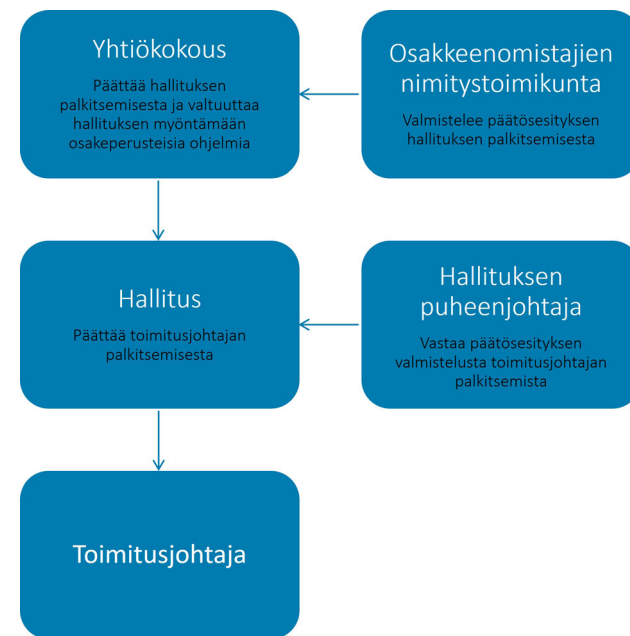 Yhtiökokous
Päättää hallituksen
palkitsemisesta ja valtuuttaa
hallituksen myöntämään
osakeperusteisia ohjelmia
Osakkeenomistajien
nimitystoimikunta
Valmistelee päätösesityksen
hallituksen palkitsemisesta
Hallitus
Päättää toimitusjohtajan
palkitsemisesta
Hallituksen
puheenjohtaja
Vastaa päätösesityksen
valmistelusta toimitusjohtajan
palkitsemista
Toimitusjohtaja